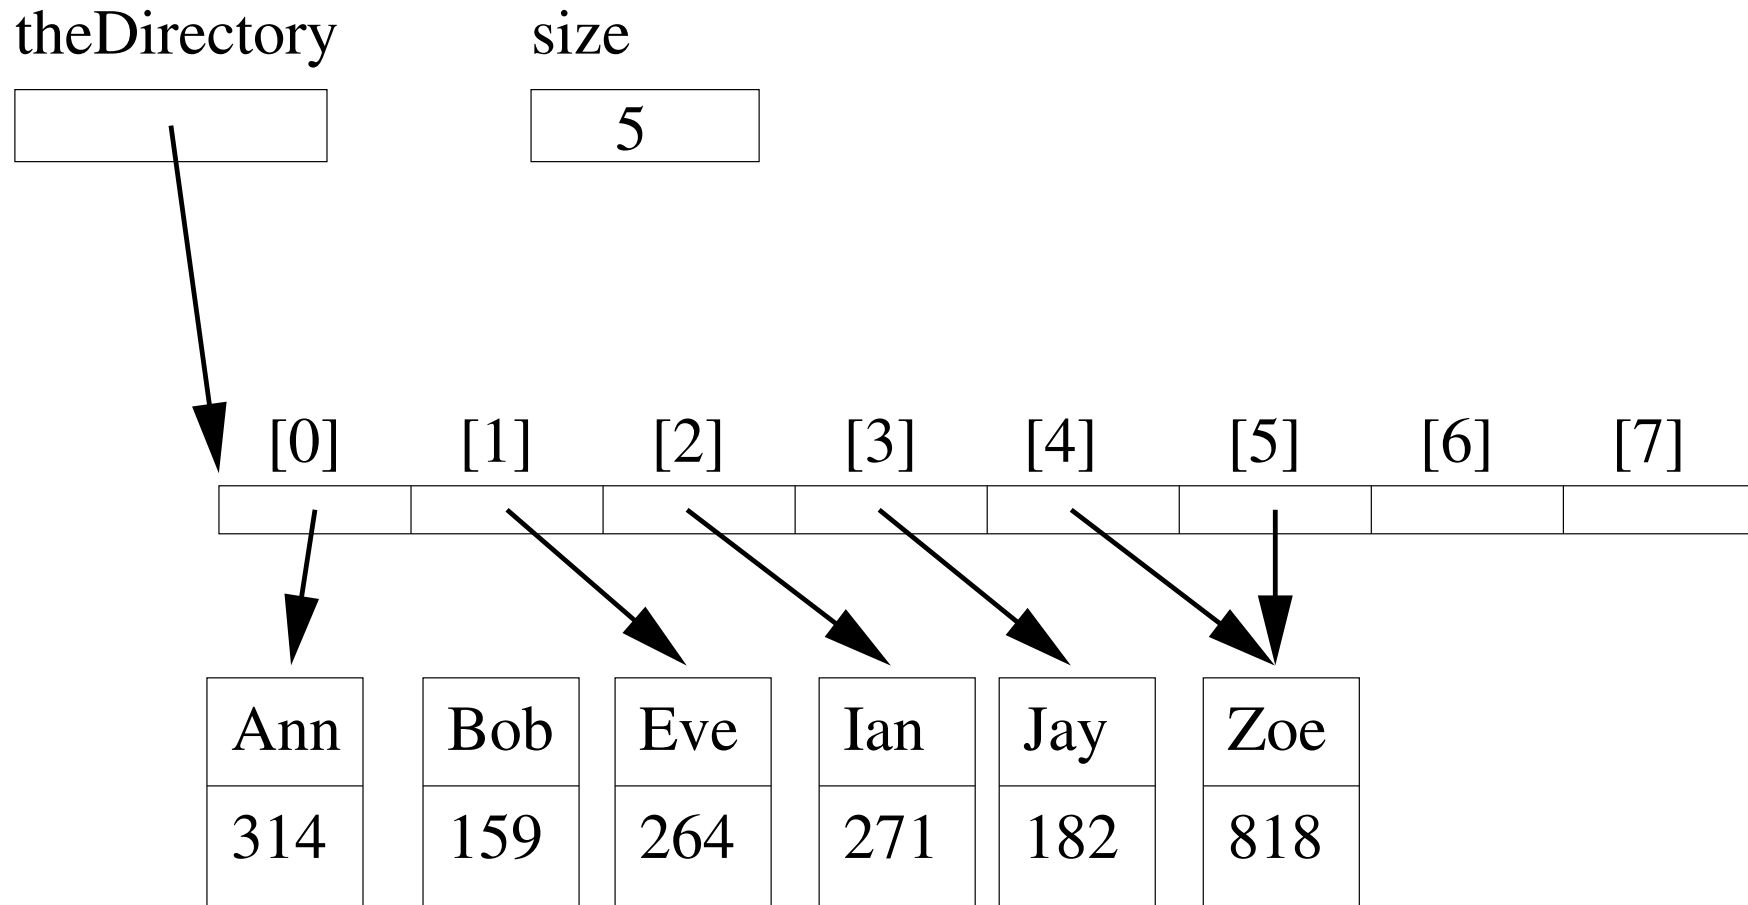 theDirectory size
5
[0] [1] [2] [3] [4] [5] [6] [7]
Ann Bob Eve Ian Jay Zoe
314 159 264 271 182 818